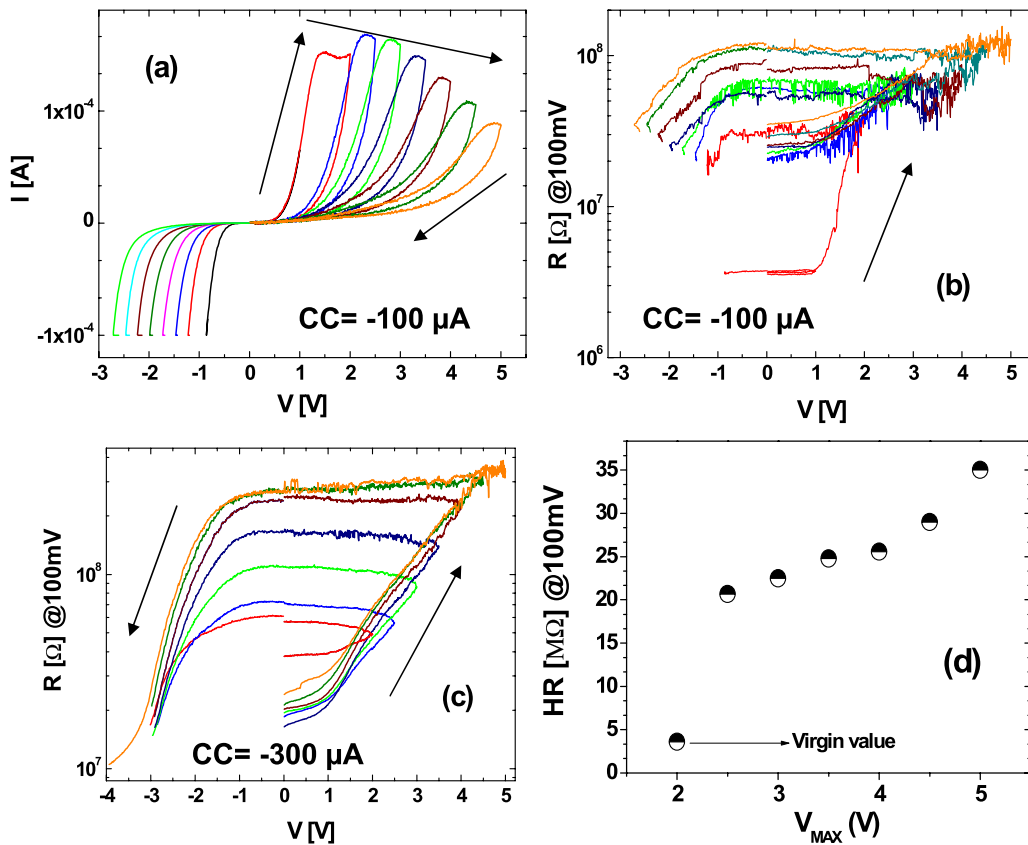 (a)
I [A]
1x10⁻⁴
0
-1x10⁻⁴
CC= -100 µA
-3 -2 -1 0 1 2 3 4 5
V [V]
(b)
R [Ω] @100mV
10⁸
10⁷
10⁶
CC= -100 µA
-3 -2 -1 0 1 2 3 4 5
V [V]
(c)
R [Ω] @100mV
10⁸
10⁷
CC= -300 µA
-4 -3 -2 -1 0 1 2 3 4 5
V [V]
(d)
HR [MΩ] @100mV
35
30
25
20
15
10
5
0
Virgin value
2 3 4 5
V_MAX (V)